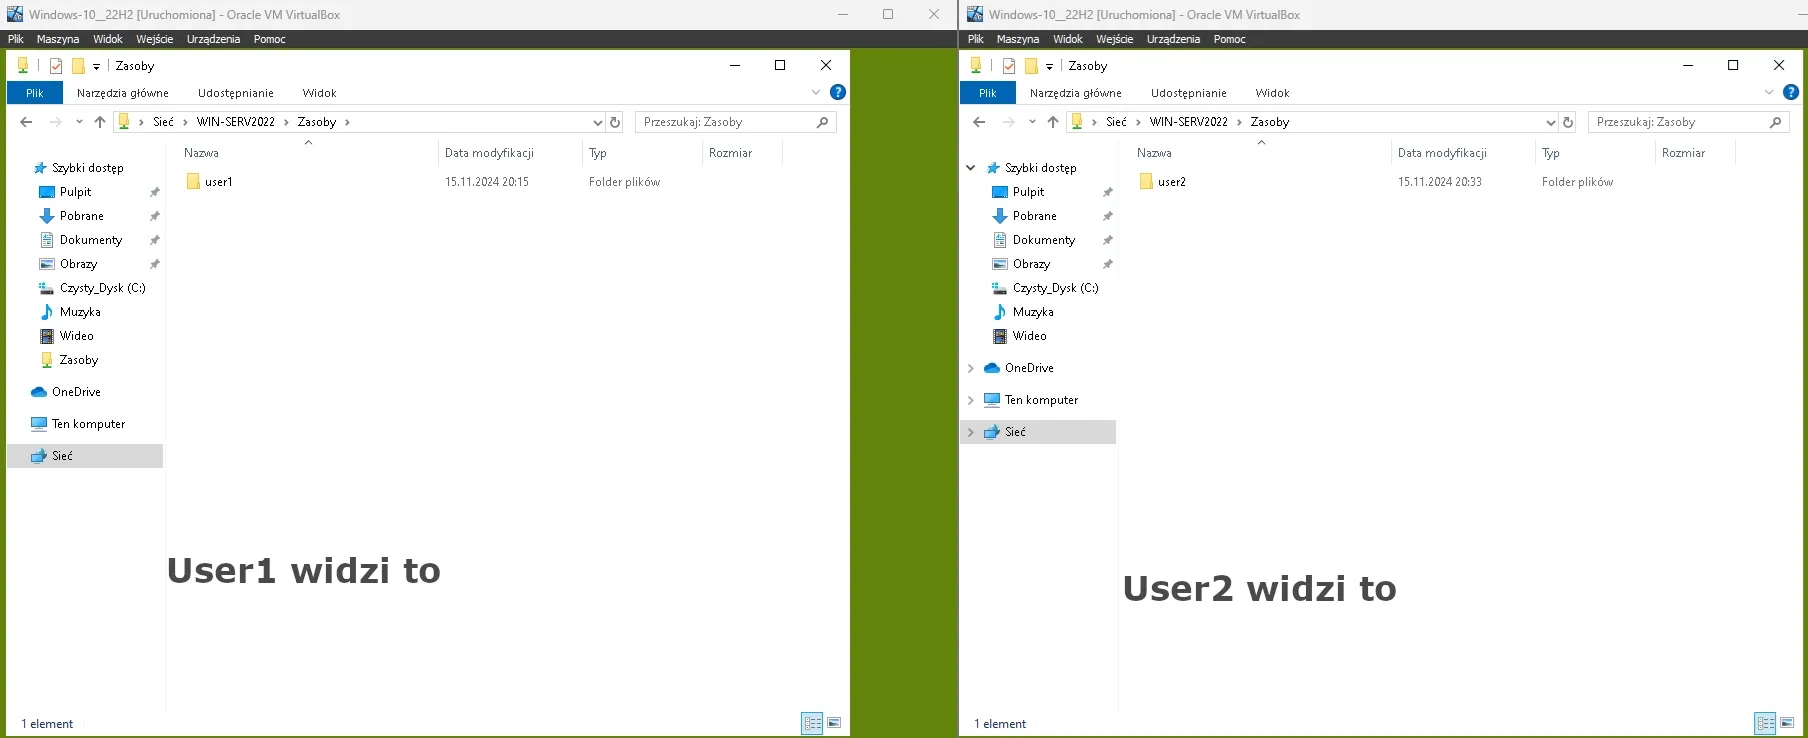 Windows-10__22H2 [Uruchomiona] - Oracle VM VirtualBox
Plik Maszyna Widok Wejście Urządzenia Pomoc
Zasoby
Plik Narzędzia główne Udostępnianie Widok
Sieć WIN-SERV2022 Zasoby
Przeszukaj: Zasoby
Nazwa Data modyfikacji Typ Rozmiar
user1 15.11.2024 20:15 Folder plików
Szybki dostęp
Pulpit
Pobrane
Dokumenty
Obrazy
Czysty_Dysk (C:)
Muzyka
Wideo
Zasoby
OneDrive
Ten komputer
Sieć
User1 widzi to
1 element
Windows-10__22H2 [Uruchomiona] - Oracle VM VirtualBox
Plik Maszyna Widok Wejście Urządzenia Pomoc
Zasoby
Plik Narzędzia główne Udostępnianie Widok
Sieć WIN-SERV2022 Zasoby
Przeszukaj: Zasoby
Nazwa Data modyfikacji Typ Rozmiar
user2 15.11.2024 20:33 Folder plików
Szybki dostęp
Pulpit
Pobrane
Dokumenty
Obrazy
Czysty_Dysk (C:)
Muzyka
Wideo
OneDrive
Ten komputer
Sieć
User2 widzi to
1 element